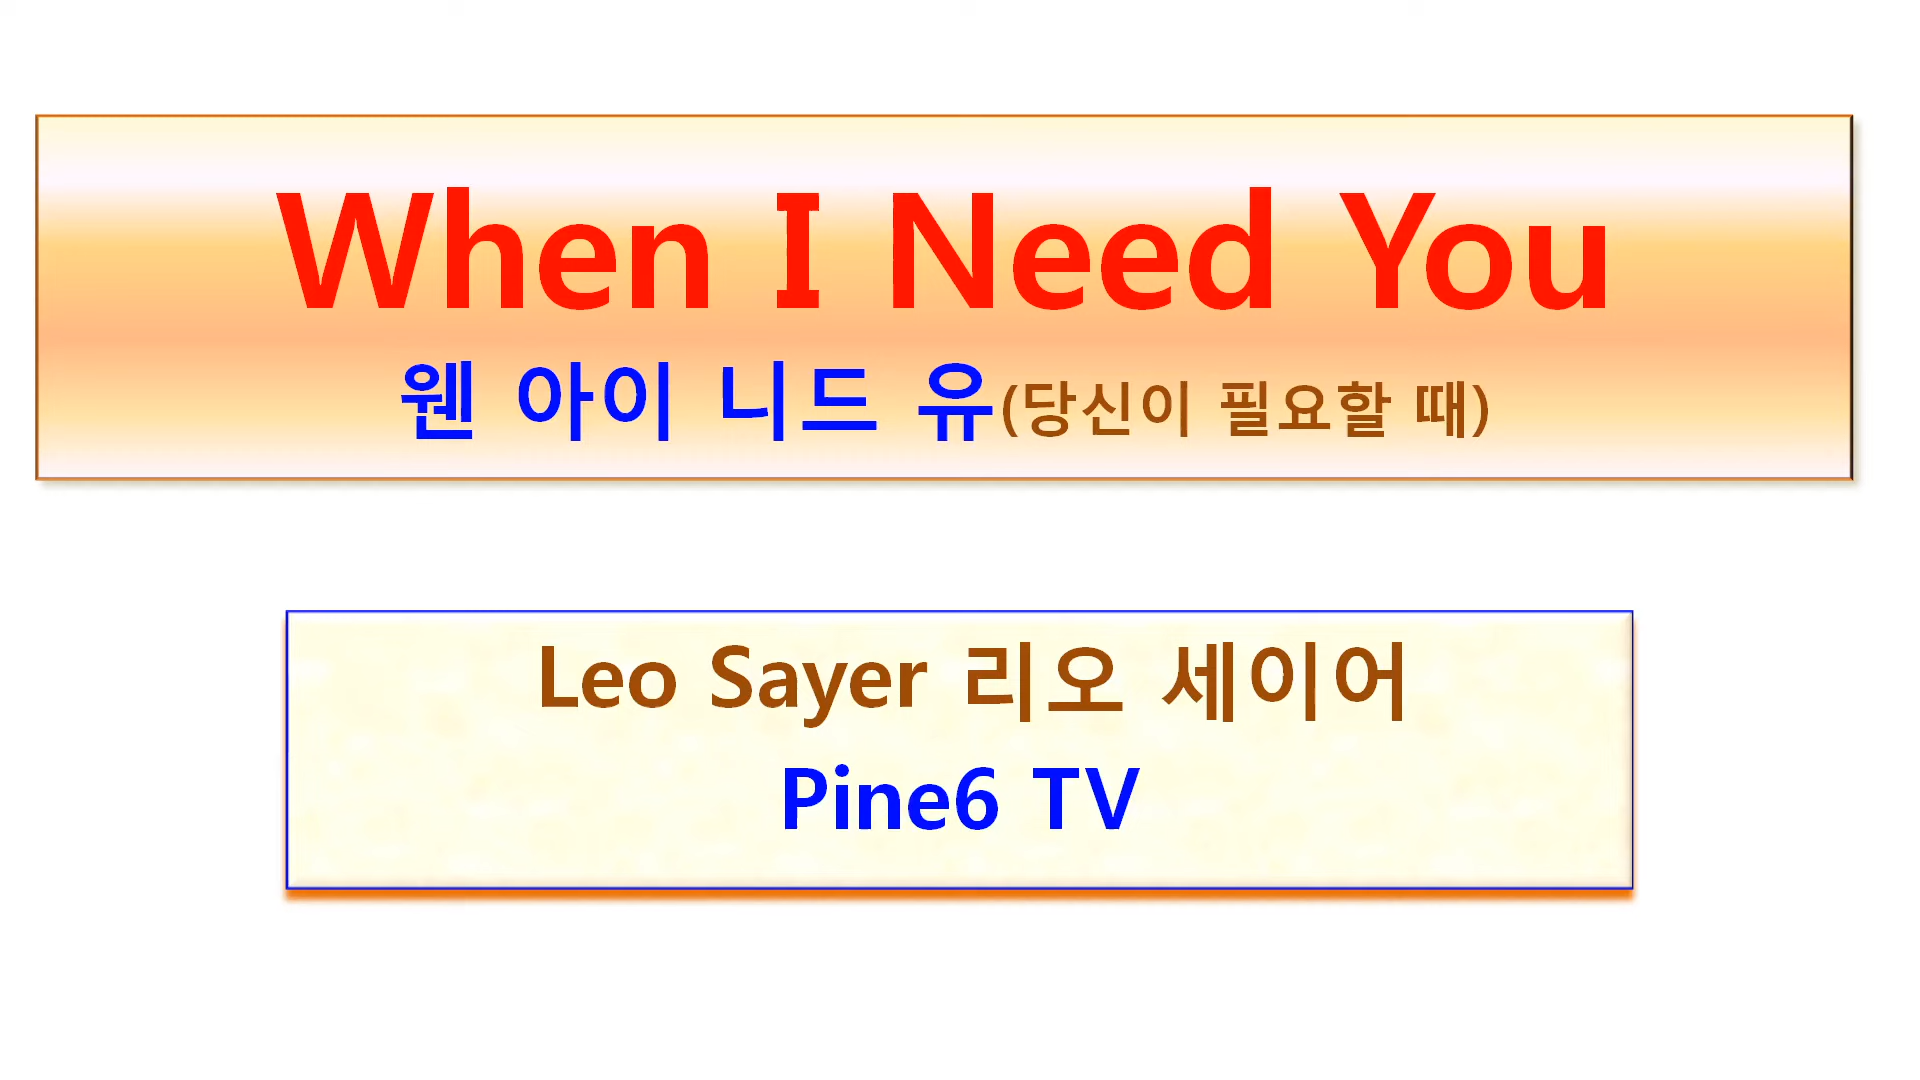 When I Need You
웬 아이 니드 유(당신이 필요할 때)
Leo Sayer 리오 세이어
Pine6 TV